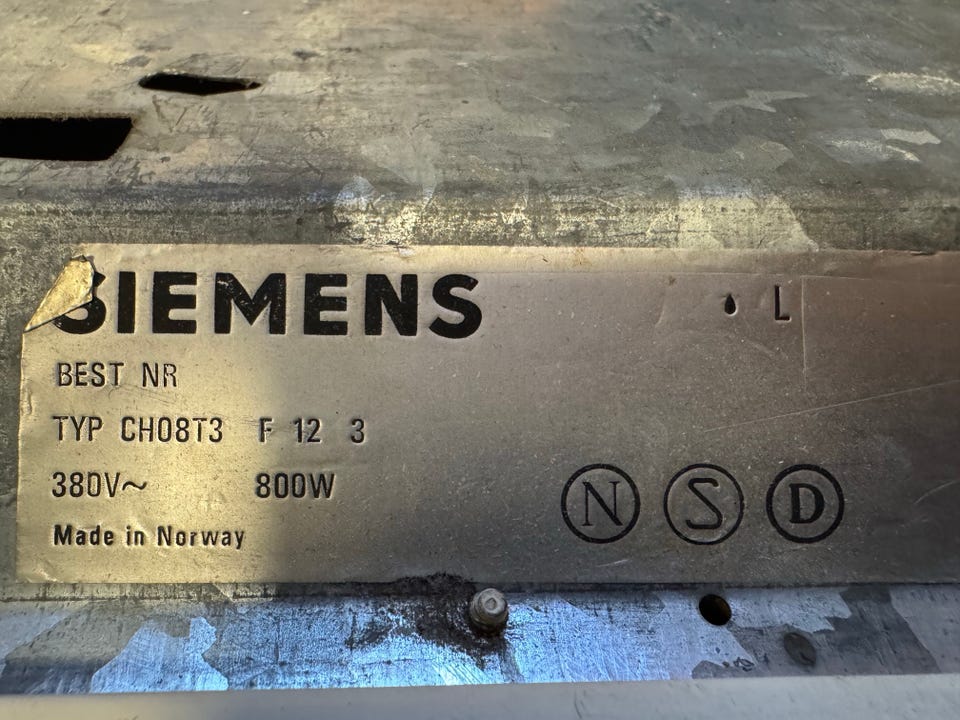 SIEMENS
L
BEST NR
TYP CH08T3 F 12 3
380V~ 800W
N S D
Made in Norway